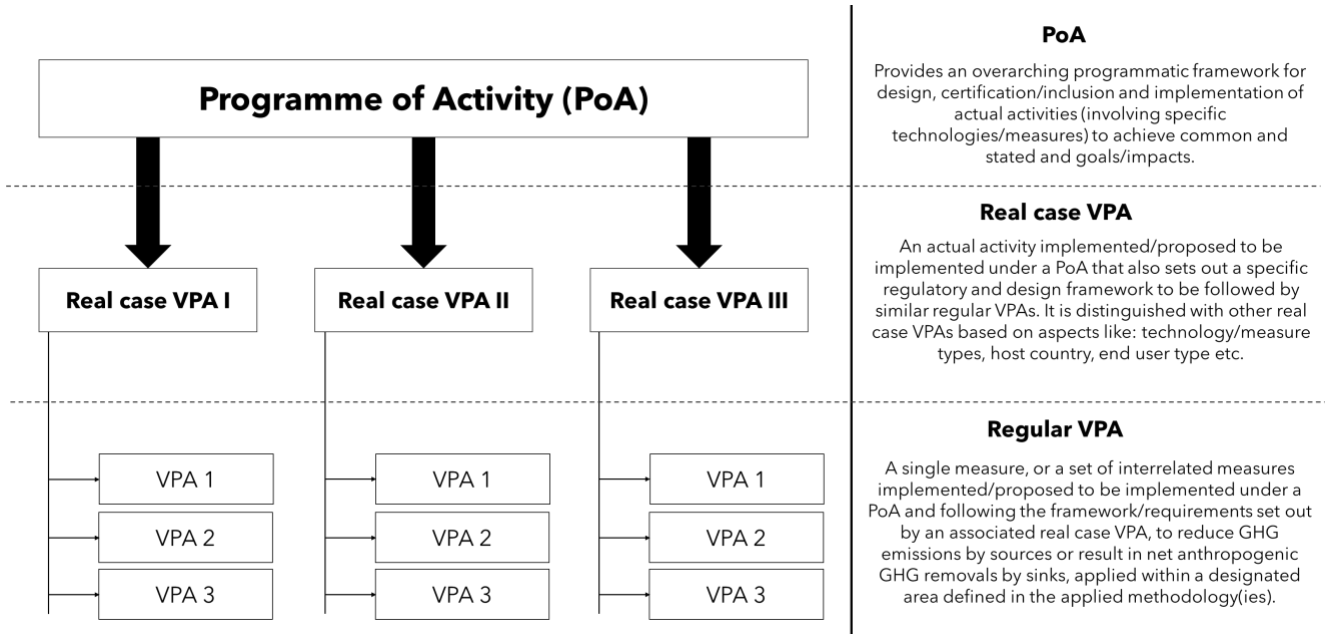 Programme of Activity (PoA)
Real case VPA I
Real case VPA II
Real case VPA III
VPA 1
VPA 1
VPA 1
VPA 2
VPA 2
VPA 2
VPA 3
VPA 3
VPA 3
PoA
Provides an overarching programmatic framework for
design, certification/inclusion and implementation of
actual activities (involving specific
technologies/measures) to achieve common and
stated and goals/impacts.
Real case VPA
An actual activity implemented/proposed to be
implemented under a PoA that also sets out a specific
regulatory and design framework to be followed by
similar regular VPAs. It is distinguished with other real
case VPAs based on aspects like: technology/measure
types, host country, end user type etc.
Regular VPA
A single measure, or a set of interrelated measures
implemented/proposed to be implemented under a
PoA and following the framework/requirements set out
by an associated real case VPA, to reduce GHG
emissions by sources or result in net anthropogenic
GHG removals by sinks, applied within a designated
area defined in the applied methodology(ies).